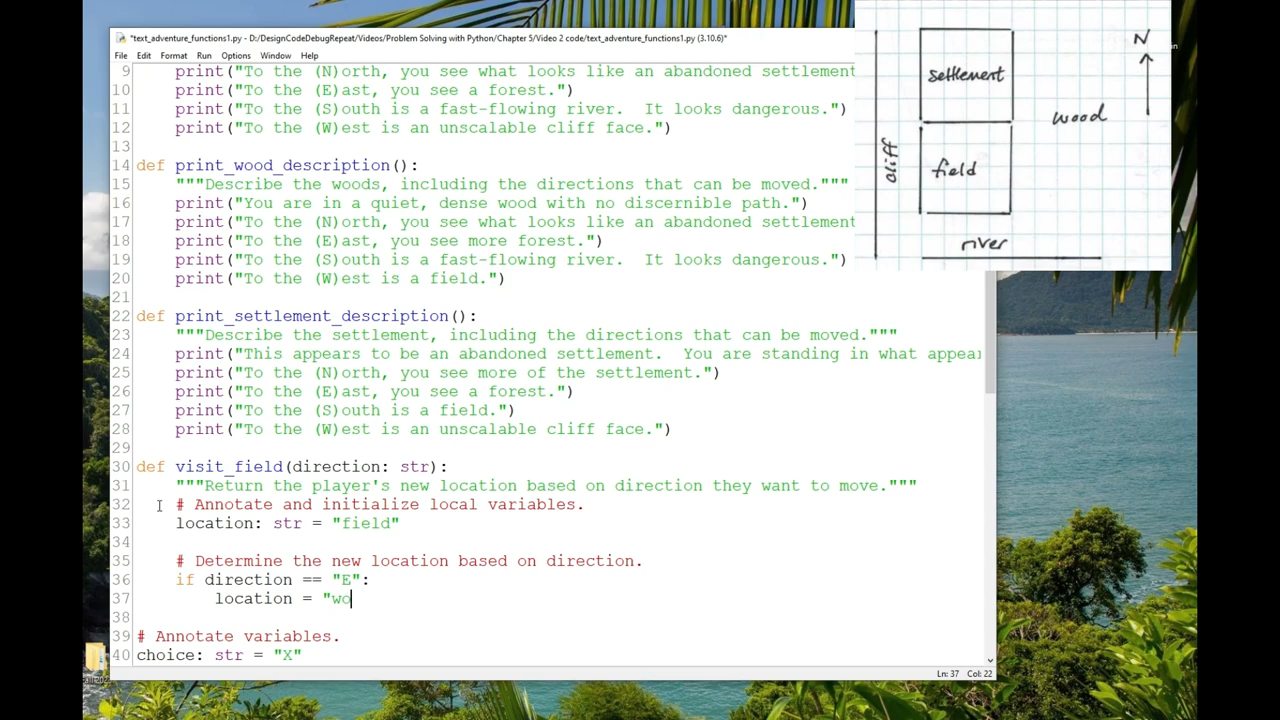 *text_adventure_functions1.py - D:/DesignCodeDebugRepeat/Videos/Problem Solving with Python/Chapter 5/Video 2 code/text_adventure_functions1.py (3.10.6)*
File Edit Format Run Options Window Help
9 print("To the (N)orth, you see what looks like an abandoned settlement
10 print("To the (E)ast, you see a forest.")
11 print("To the (S)outh is a fast-flowing river.  It looks dangerous.")
12 print("To the (W)est is an unscalable cliff face.")
13
14 def print_wood_description():
15 """Describe the woods, including the directions that can be moved."""
16 print("You are in a quiet, dense wood with no discernible path.")
17 print("To the (N)orth, you see what looks like an abandoned settlement
18 print("To the (E)ast, you see more forest.")
19 print("To the (S)outh is a fast-flowing river.  It looks dangerous.")
20 print("To the (W)est is a field.")
21
22 def print_settlement_description():
23 """Describe the settlement, including the directions that can be moved."""
24 print("This appears to be an abandoned settlement.  You are standing in what appear
25 print("To the (N)orth, you see more of the settlement.")
26 print("To the (E)ast, you see a forest.")
27 print("To the (S)outh is a field.")
28 print("To the (W)est is an unscalable cliff face.")
29
30 def visit_field(direction: str):
31 """Return the player's new location based on direction they want to move."""
32 # Annotate and initialize local variables.
33 location: str = "field"
34
35 # Determine the new location based on direction.
36 if direction == "E":
37 location = "wo
38
39 # Annotate variables.
40 choice: str = "X"
Ln: 37 Col: 22
N
settlement
wood
cliff
field
river